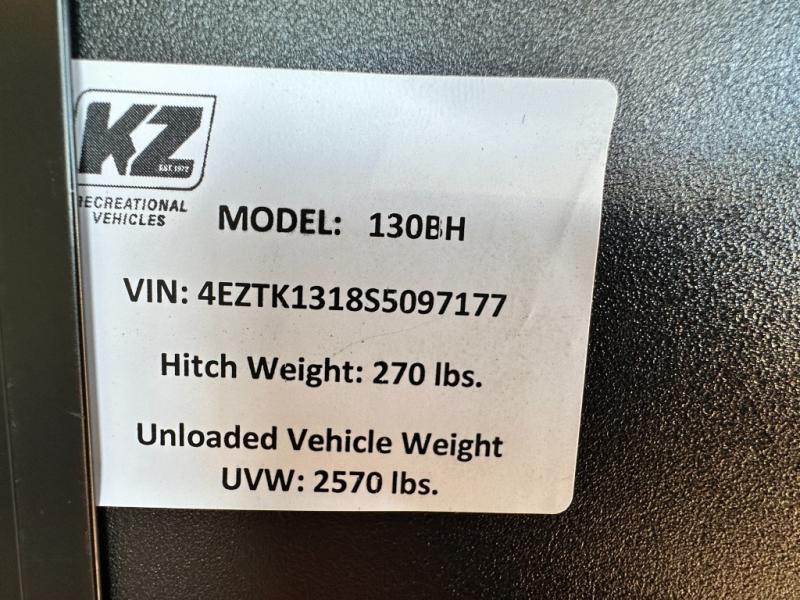 KZ
EST. 1972
RECREATIONAL
VEHICLES
MODEL: 130BH
VIN: 4EZTK1318S5097177
Hitch Weight: 270 lbs.
Unloaded Vehicle Weight
UVW: 2570 lbs.